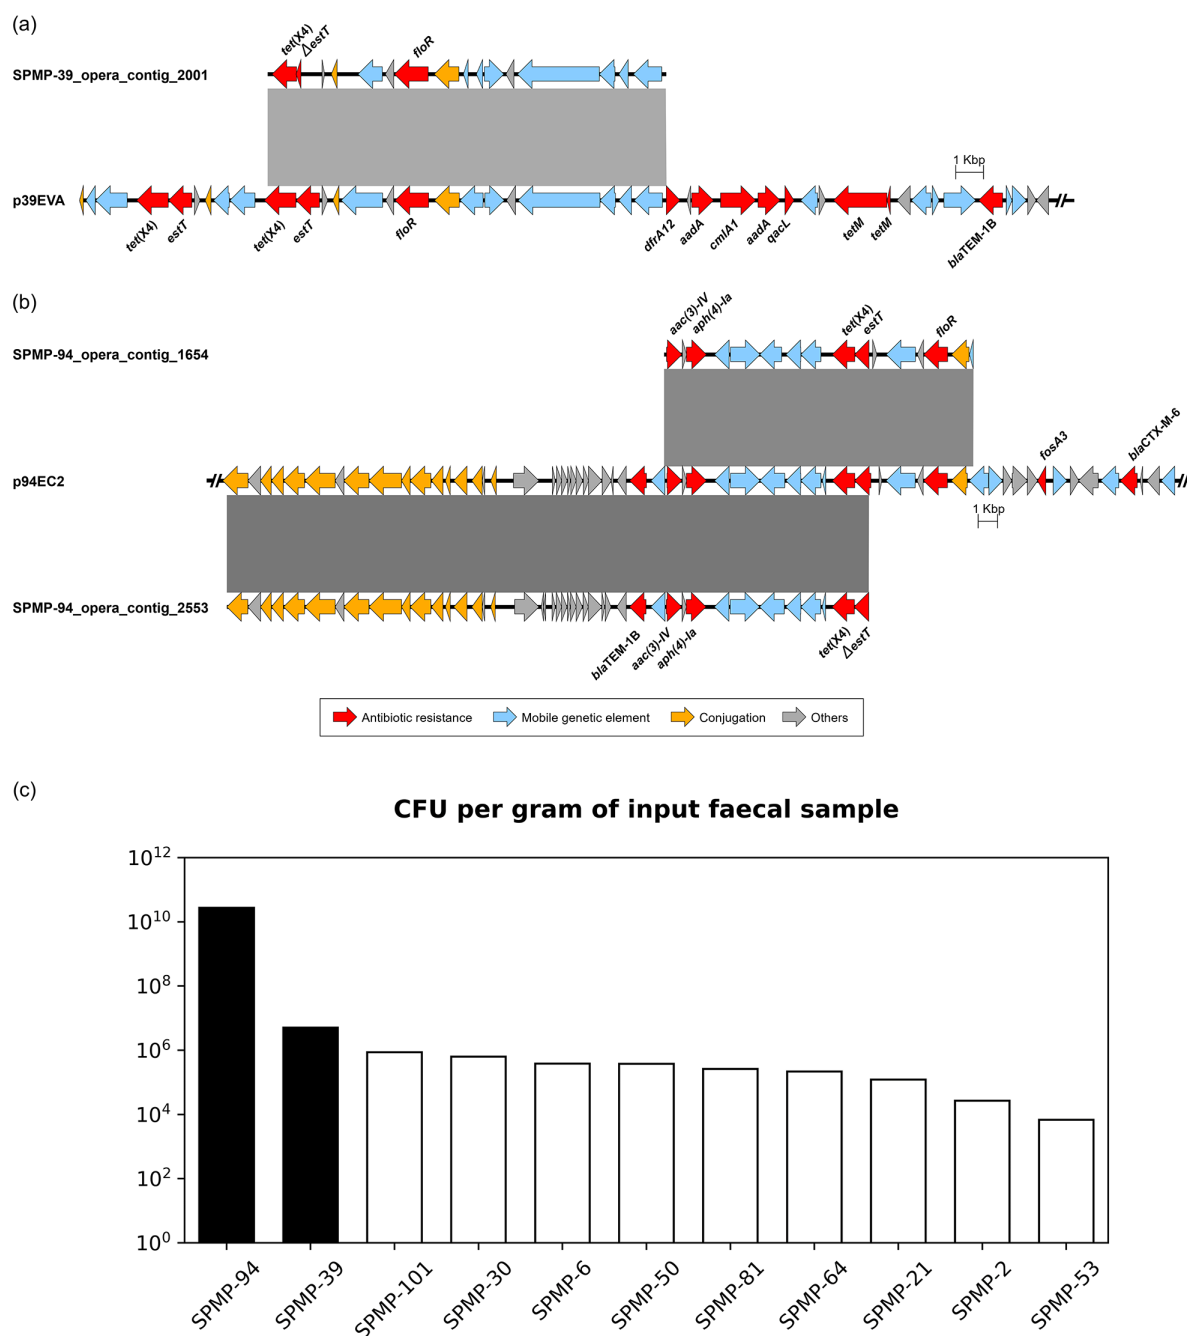 (a)
tet(X4)
ΔestT
floR
SPMP-39_opera_contig_2001
1 Kbp
p39EVA
tet(X4)
estT
tet(X4)
estT
floR
dfrA12
aadA
cmlA1
aadA
qacL
tetM
tetM
blaTEM-1B
(b)
aac(3)-IV
aph(4)-Ia
tet(X4)
estT
floR
SPMP-94_opera_contig_1654
fosA3
blaCTX-M-6
p94EC2
1 Kbp
SPMP-94_opera_contig_2553
blaTEM-1B
aac(3)-IV
aph(4)-Ia
tet(X4)
ΔestT
Antibiotic resistance
Mobile genetic element
Conjugation
Others
(c)
CFU per gram of input faecal sample
10¹²
10¹⁰
10⁸
10⁶
10⁴
10²
10⁰
SPMP-94
SPMP-39
SPMP-101
SPMP-30
SPMP-6
SPMP-50
SPMP-81
SPMP-64
SPMP-21
SPMP-2
SPMP-53